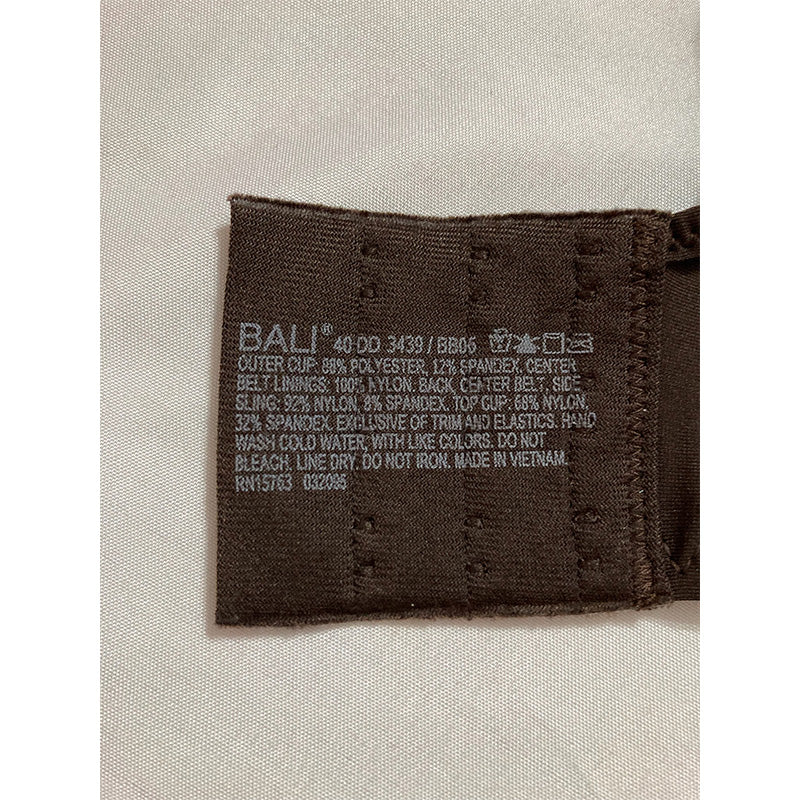 BALI® 40 DD 3439 / BB06
OUTER CUP: 88% POLYESTER, 12% SPANDEX. CENTER
BELT LININGS: 100% NYLON. BACK, CENTER BELT, SIDE
SLING: 92% NYLON, 8% SPANDEX. TOP CUP: 68% NYLON,
32% SPANDEX. EXCLUSIVE OF TRIM AND ELASTICS. HAND
WASH COLD WATER, WITH LIKE COLORS. DO NOT
BLEACH. LINE DRY. DO NOT IRON. MADE IN VIETNAM.
RN15763 032095